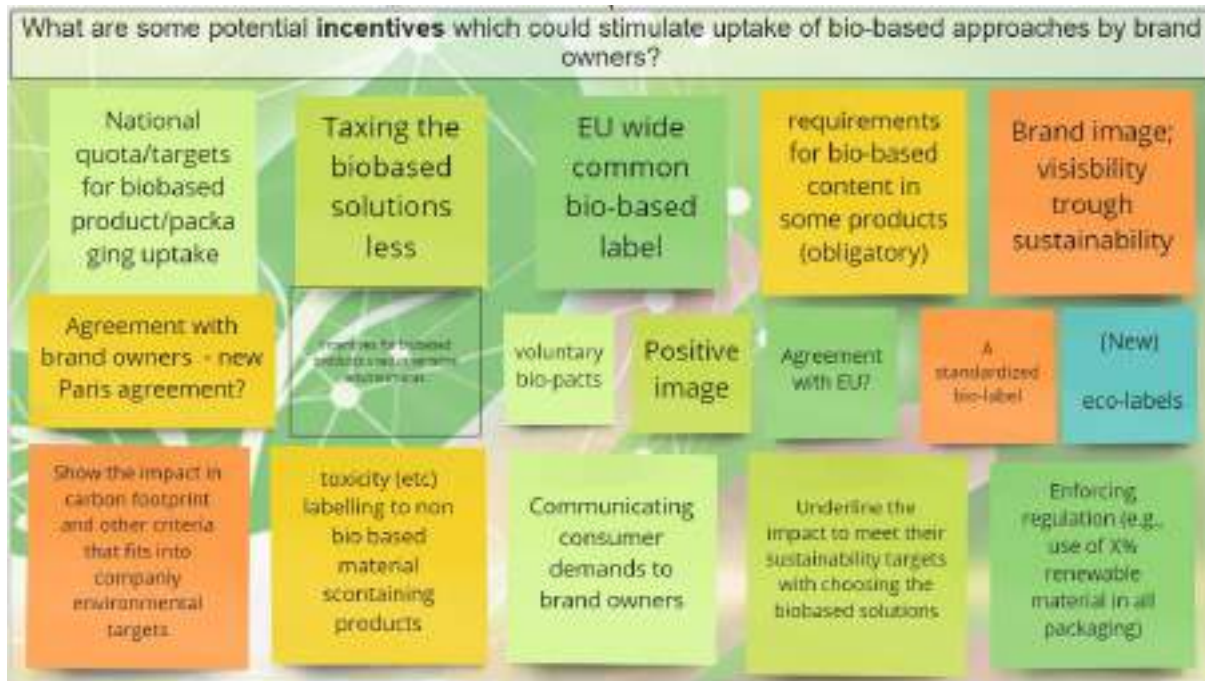 What are some potential incentives which could stimulate uptake of bio-based approaches by brand
owners?
National
quota/targets
for biobased
product/packa
ging uptake
Taxing the
biobased
solutions
less
EU wide
common
bio-based
label
requirements
for bio-based
content in
some products
(obligatory)
Brand image;
visisbility
trough
sustainability
Agreement with
brand owners - new
Paris agreement?
voluntary
bio-pacts
Positive
image
Agreement
with EU?
A
standardized
bio-label
(New)
eco-labels
Show the impact in
carbon footprint
and other criteria
that fits into
companiy
environmental
targets
toxicity (etc)
labelling to non
bio based
material
scontaining
products
Communicating
consumer
demands to
brand owners
Underline the
impact to meet their
sustainability targets
with choosing the
biobased solutions
Enforcing
regulation (e.g.,
use of X%
renewable
material in all
packaging)